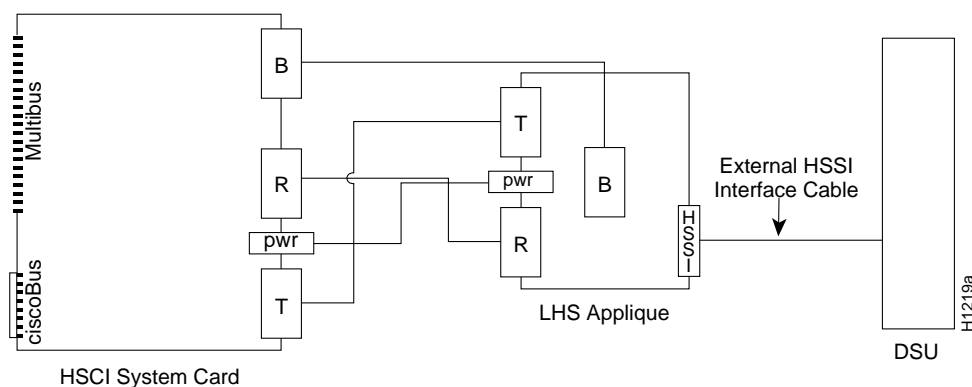 Multibus
ciscoBus
B
R
pwr
T
HSCI System Card
T
pwr
R
B
HSSI
LHS Applique
External HSSI
Interface Cable
DSU
H1219a